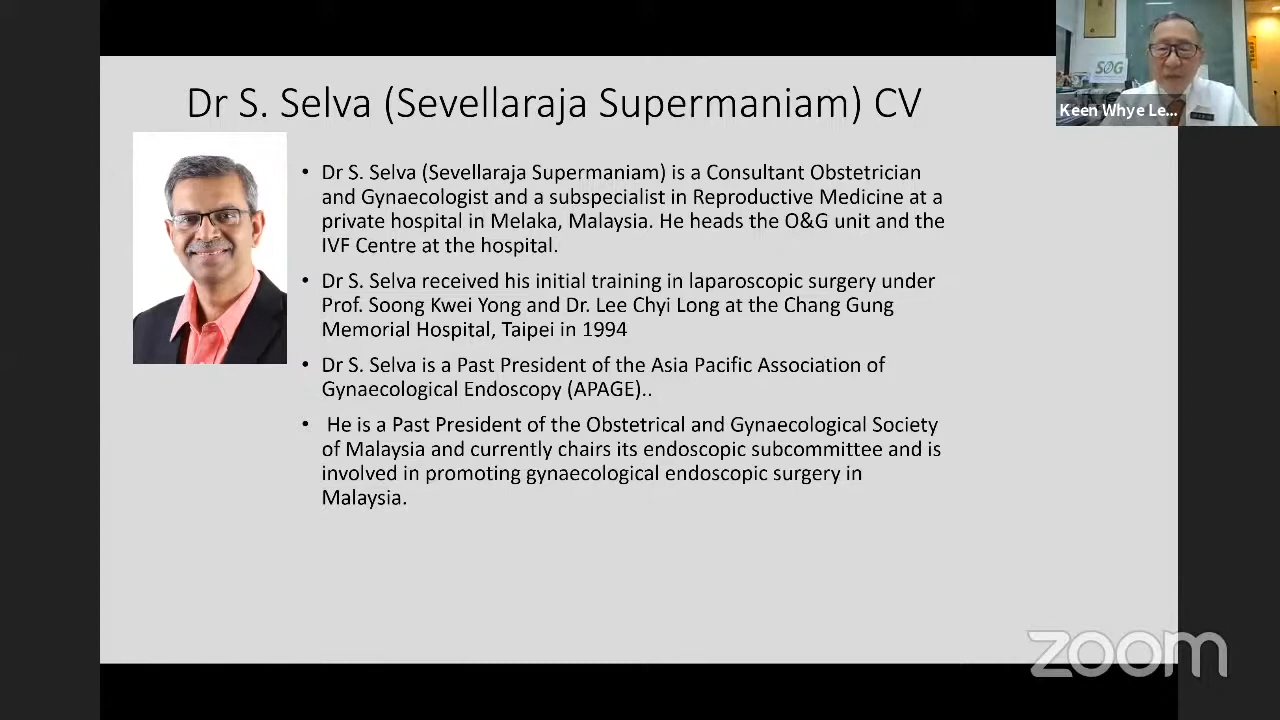 Dr S. Selva (Sevellaraja Supermaniam) CV
• Dr S. Selva (Sevellaraja Supermaniam) is a Consultant Obstetrician
and Gynaecologist and a subspecialist in Reproductive Medicine at a
private hospital in Melaka, Malaysia. He heads the O&G unit and the
IVF Centre at the hospital.
• Dr S. Selva received his initial training in laparoscopic surgery under
Prof. Soong Kwei Yong and Dr. Lee Chyi Long at the Chang Gung
Memorial Hospital, Taipei in 1994
• Dr S. Selva is a Past President of the Asia Pacific Association of
Gynaecological Endoscopy (APAGE)..
• He is a Past President of the Obstetrical and Gynaecological Society
of Malaysia and currently chairs its endoscopic subcommittee and is
involved in promoting gynaecological endoscopic surgery in
Malaysia.
SOG
Keen Whye Le...
zoom